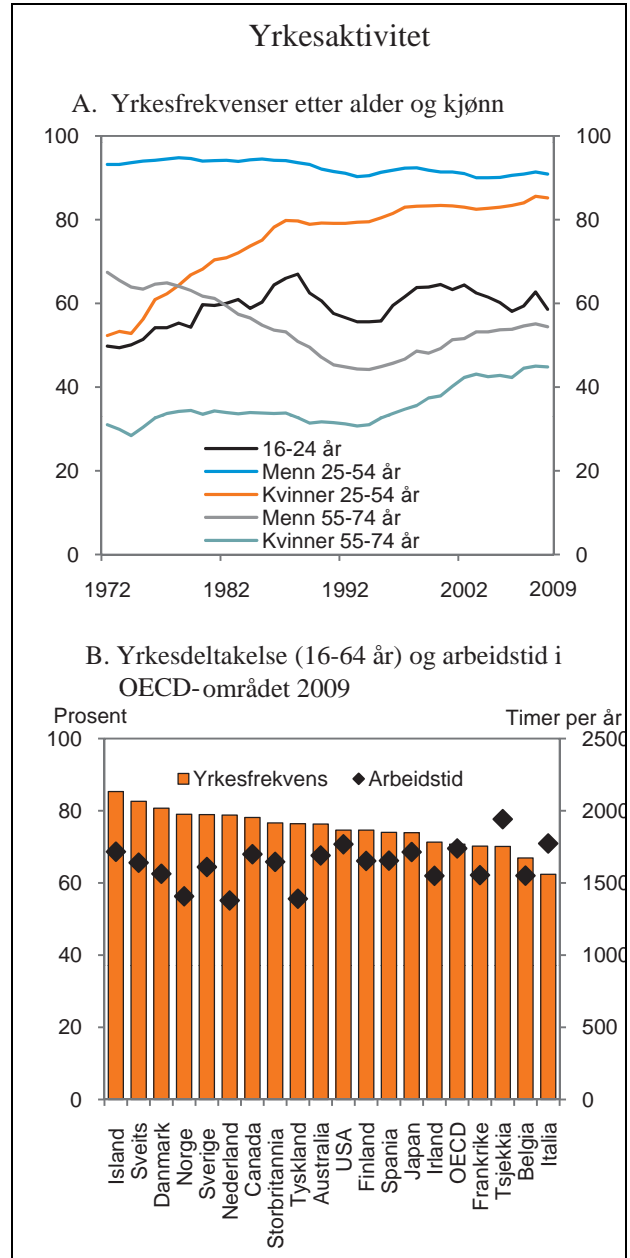 Yrkesaktivitet
A. Yrkesfrekvenser etter alder og kjønn
100 100
80 80
60 60
40 40
20 20
0 0
16-24 år
Menn 25-54 år
Kvinner 25-54 år
Menn 55-74 år
Kvinner 55-74 år
1972 1982 1992 2002 2009
B. Yrkesdeltakelse (16-64 år) og arbeidstid i
OECD-området 2009
Prosent Timer per år
100 2500
Yrkesfrekvens Arbeidstid
80 2000
60 1500
40 1000
20 500
0 0
Island
Sveits
Danmark
Norge
Sverige
Nederland
Canada
Storbritannia
Tyskland
Australia
USA
Finland
Spania
Japan
Irland
OECD
Frankrike
Tsjekkia
Belgia
Italia